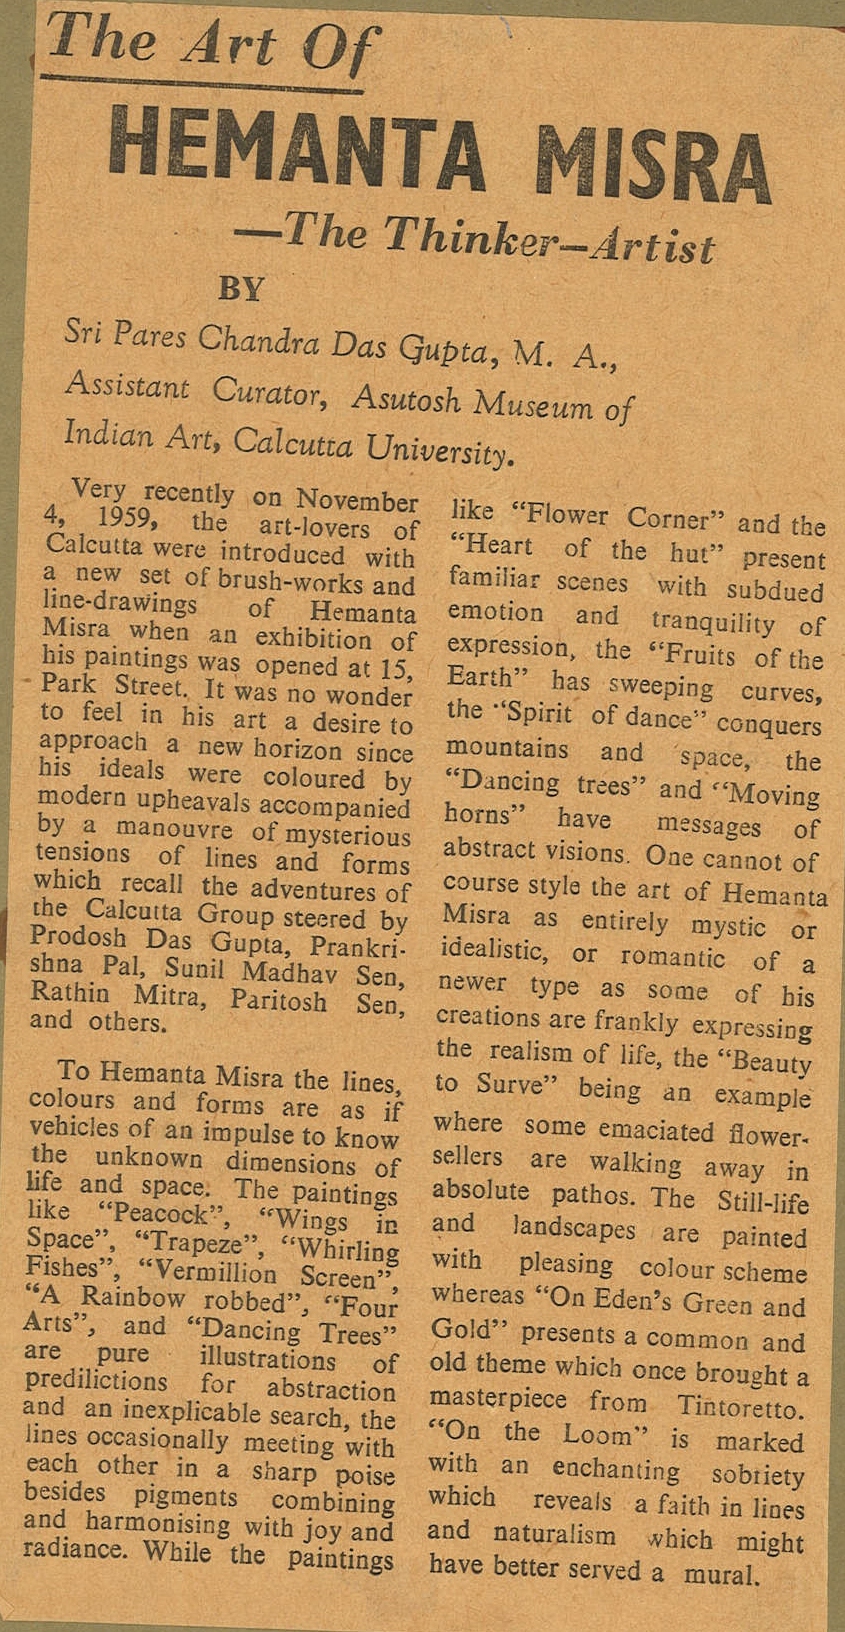 The Art Of
HEMANTA MISRA
—The Thinker—Artist
BY
Sri Pares Chandra Das Gupta, M. A.,
Assistant Curator, Asutosh Museum of
Indian Art, Calcutta University.
Very recently on November
4, 1959, the art-lovers of
Calcutta were introduced with
a new set of brush-works and
line-drawings of Hemanta
Misra when an exhibition of
his paintings was opened at 15,
Park Street. It was no wonder
to feel in his art a desire to
approach a new horizon since
his ideals were coloured by
modern upheavals accompanied
by a manouvre of mysterious
tensions of lines and forms
which recall the adventures of
the Calcutta Group steered by
Prodosh Das Gupta, Prankri-
shna Pal, Sunil Madhav Sen,
Rathin Mitra, Paritosh Sen,
and others.
To Hemanta Misra the lines,
colours and forms are as if
vehicles of an impulse to know
the unknown dimensions of
life and space. The paintings
like “Peacock”, “Wings in
Space”, “Trapeze”, “Whirling
Fishes”, “Vermillion Screen”,
“A Rainbow robbed”, “Four
Arts”, and “Dancing Trees”
are pure illustrations of
predilictions for abstraction
and an inexplicable search, the
lines occasionally meeting with
each other in a sharp poise
besides pigments combining
and harmonising with joy and
radiance. While the paintings
like “Flower Corner” and the
“Heart of the hut” present
familiar scenes with subdued
emotion and tranquility of
expression, the “Fruits of the
Earth” has sweeping curves,
the “Spirit of dance” conquers
mountains and space, the
“Dancing trees” and “Moving
horns” have messages of
abstract visions. One cannot of
course style the art of Hemanta
Misra as entirely mystic or
idealistic, or romantic of a
newer type as some of his
creations are frankly expressing
the realism of life, the “Beauty
to Surve” being an example
where some emaciated flower-
sellers are walking away in
absolute pathos. The Still-life
and landscapes are painted
with pleasing colour scheme
whereas “On Eden’s Green and
Gold” presents a common and
old theme which once brought a
masterpiece from Tintoretto.
“On the Loom” is marked
with an enchanting sobriety
which reveals a faith in lines
and naturalism which might
have better served a mural.